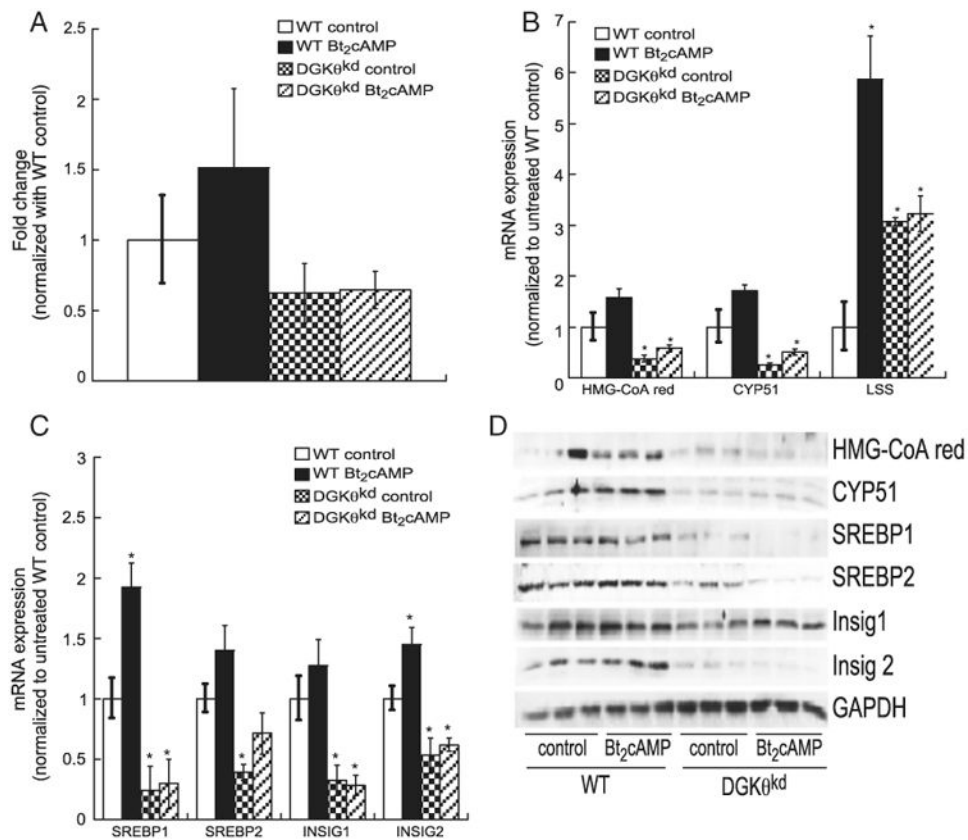 A
2.5
2
1.5
1
0.5
0
Fold change
(normalized with WT control)
WT control
WT Bt₂cAMP
DGKθᵏᵈ control
DGKθᵏᵈ Bt₂cAMP
B
mRNA expression
(normalized to untreated WT control)
7
6
5
4
3
2
1
0
WT control
WT Bt₂cAMP
DGKθᵏᵈ control
DGKθᵏᵈ Bt₂cAMP
* * * * * * *
HMG-CoA red CYP51 LSS
C
mRNA expression
(normalized to untreated WT control)
3
2.5
2
1.5
1
0.5
0
WT control
WT Bt₂cAMP
DGKθᵏᵈ control
DGKθᵏᵈ Bt₂cAMP
* * * * * * * * *
SREBP1 SREBP2 INSIG1 INSIG2
D
HMG-CoA red
CYP51
SREBP1
SREBP2
Insig1
Insig 2
GAPDH
control Bt₂cAMP control Bt₂cAMP
WT DGKθᵏᵈ